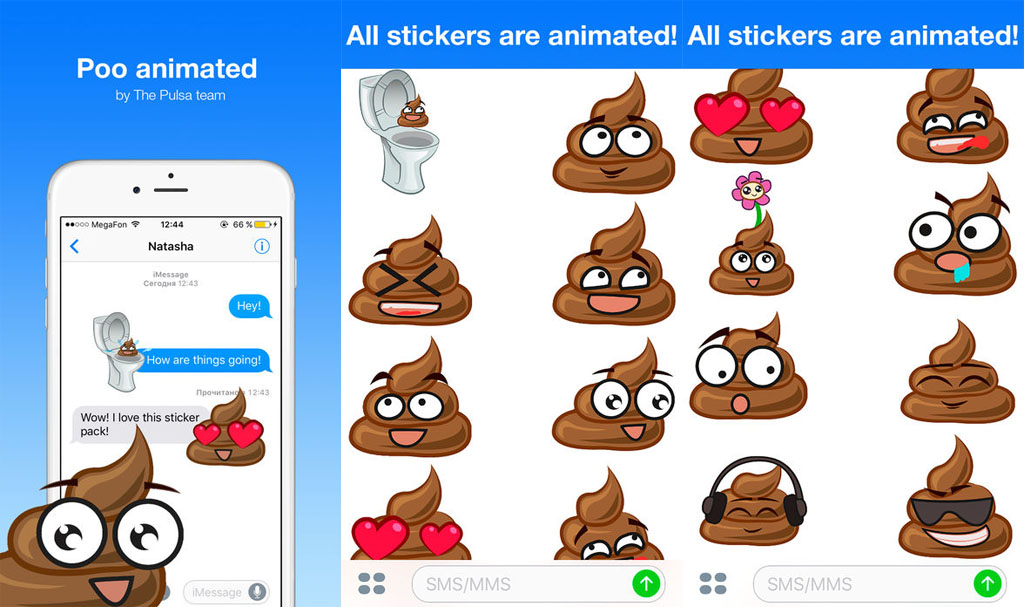 Poo animated
by The Pulsa team
MegaFon
12:44
66 %
Natasha
iMessage
Сегодня 12:43
Hey!
How are things going!
Прочитано 12:43
Wow! I love this sticker
pack!
iMessage
All stickers are animated!
SMS/MMS
All stickers are animated!
SMS/MMS